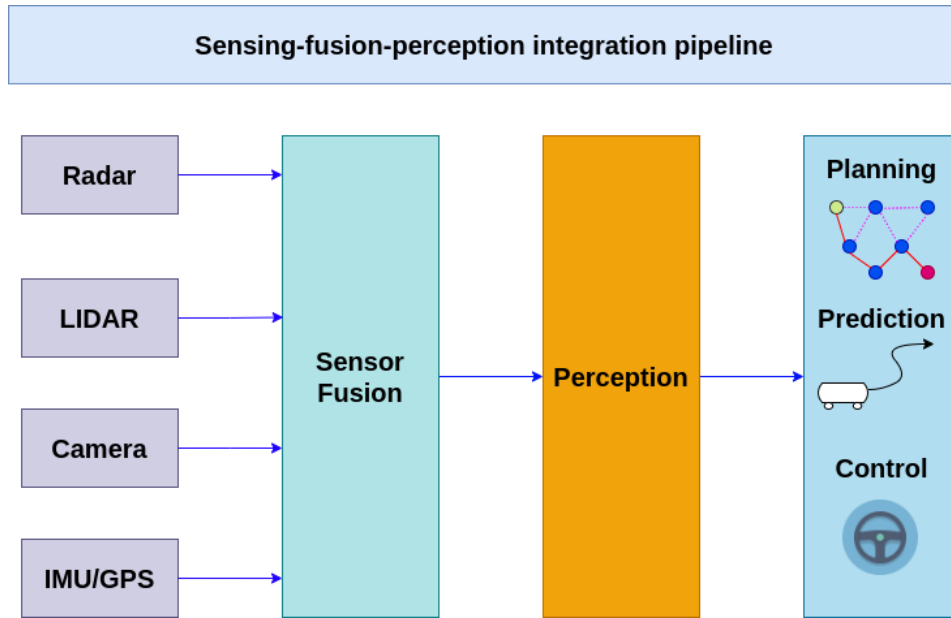 Sensing-fusion-perception integration pipeline
Radar
LIDAR
Camera
IMU/GPS
Sensor
Fusion
Perception
Planning
Prediction
Control